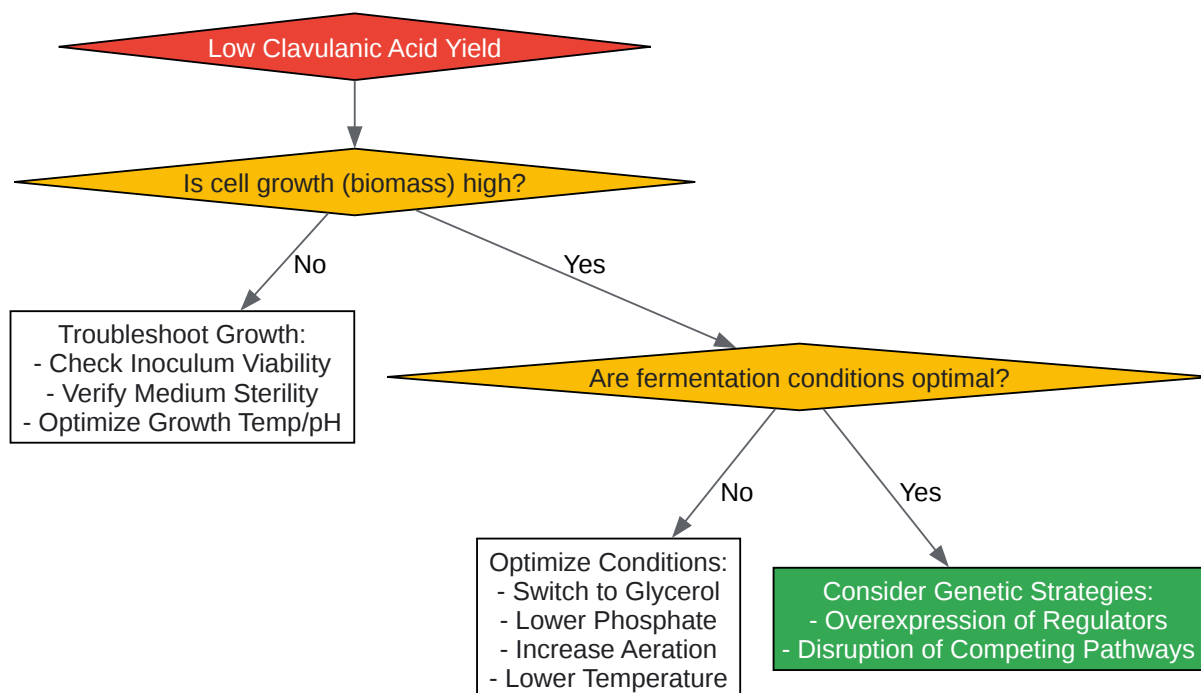 Low Clavulanic Acid Yield
Is cell growth (biomass) high?
No
Yes
Troubleshoot Growth:
- Check Inoculum Viability
- Verify Medium Sterility
- Optimize Growth Temp/pH
Are fermentation conditions optimal?
No
Yes
Optimize Conditions:
- Switch to Glycerol
- Lower Phosphate
- Increase Aeration
- Lower Temperature
Consider Genetic Strategies:
- Overexpression of Regulators
- Disruption of Competing Pathways